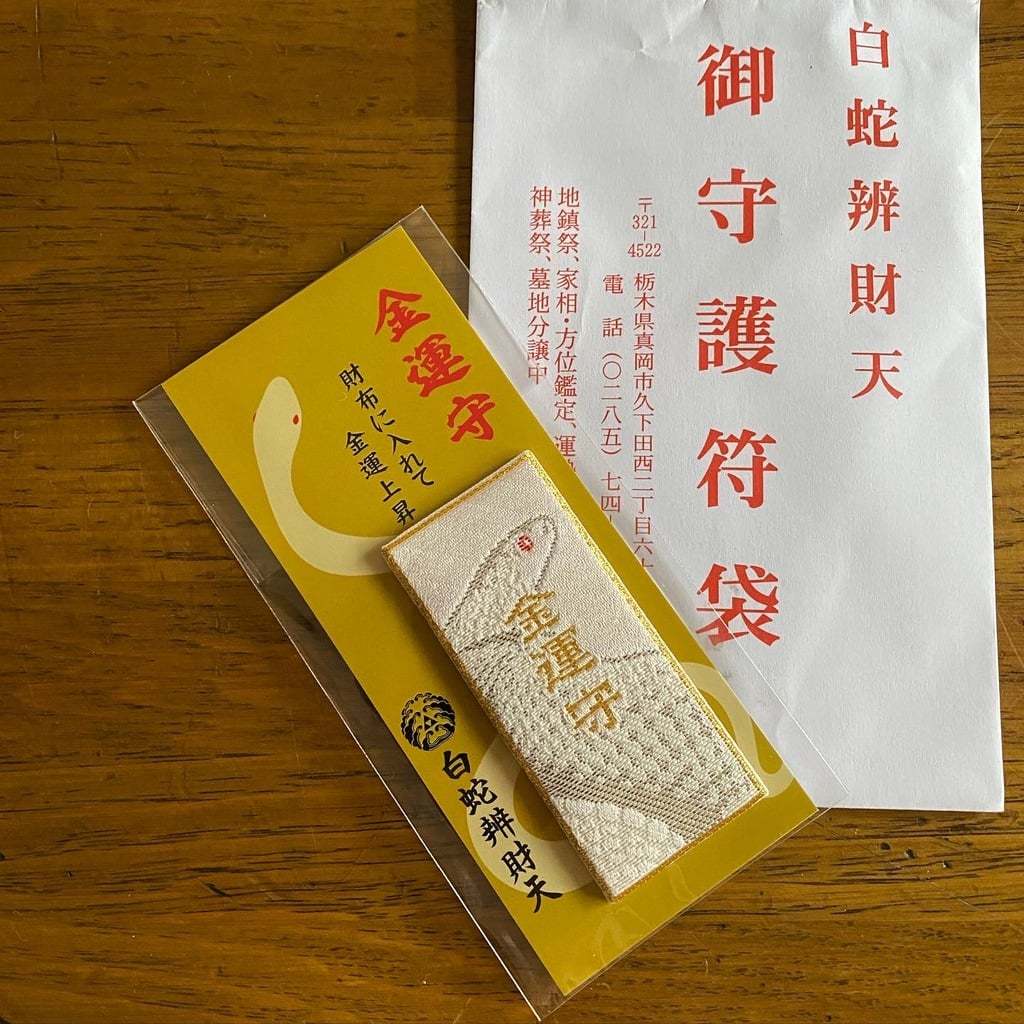 白蛇辨財天
御守護符袋
〒321-4522
栃木県真岡市久下田西二丁目六
電話(〇二八五)七四
地鎮祭、家相・方位鑑定、運
神葬祭、墓地分譲中
金運守
財布に入れて
金運上昇
金運守
白蛇辨財天